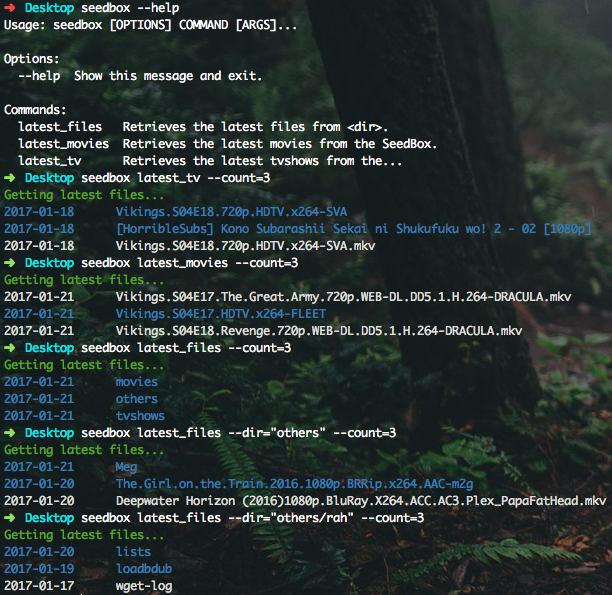 ➜ Desktop seedbox --help
Usage: seedbox [OPTIONS] COMMAND [ARGS]...
Options:
--help Show this message and exit.
Commands:
latest_files Retrieves the latest files from <dir>.
latest_movies Retrieves the latest movies from the SeedBox.
latest_tv Retrieves the latest tvshows from the...
➜ Desktop seedbox latest_tv --count=3
Getting latest files...
2017-01-18 Vikings.S04E18.720p.HDTV.x264-SVA
2017-01-18 [HorribleSubs] Kono Subarashii Sekai ni Shukufuku wo! 2 - 02 [1080p]
2017-01-18 Vikings.S04E18.720p.HDTV.x264-SVA.mkv
➜ Desktop seedbox latest_movies --count=3
Getting latest files...
2017-01-21 Vikings.S04E17.The.Great.Army.720p.WEB-DL.DD5.1.H.264-DRACULA.mkv
2017-01-21 Vikings.S04E17.HDTV.x264-FLEET
2017-01-21 Vikings.S04E18.Revenge.720p.WEB-DL.DD5.1.H.264-DRACULA.mkv
➜ Desktop seedbox latest_files --count=3
Getting latest files...
2017-01-21 movies
2017-01-21 others
2017-01-21 tvshows
➜ Desktop seedbox latest_files --dir="others" --count=3
Getting latest files...
2017-01-21 Meg
2017-01-20 The.Girl.on.the.Train.2016.1080p.BRRip.x264.AAC-m2g
2017-01-20 Deepwater Horizon (2016)1080p.BluRay.X264.ACC.AC3.Plex_PapaFatHead.mkv
➜ Desktop seedbox latest_files --dir="others/rah" --count=3
Getting latest files...
2017-01-20 lists
2017-01-19 loadbdub
2017-01-17 wget-log